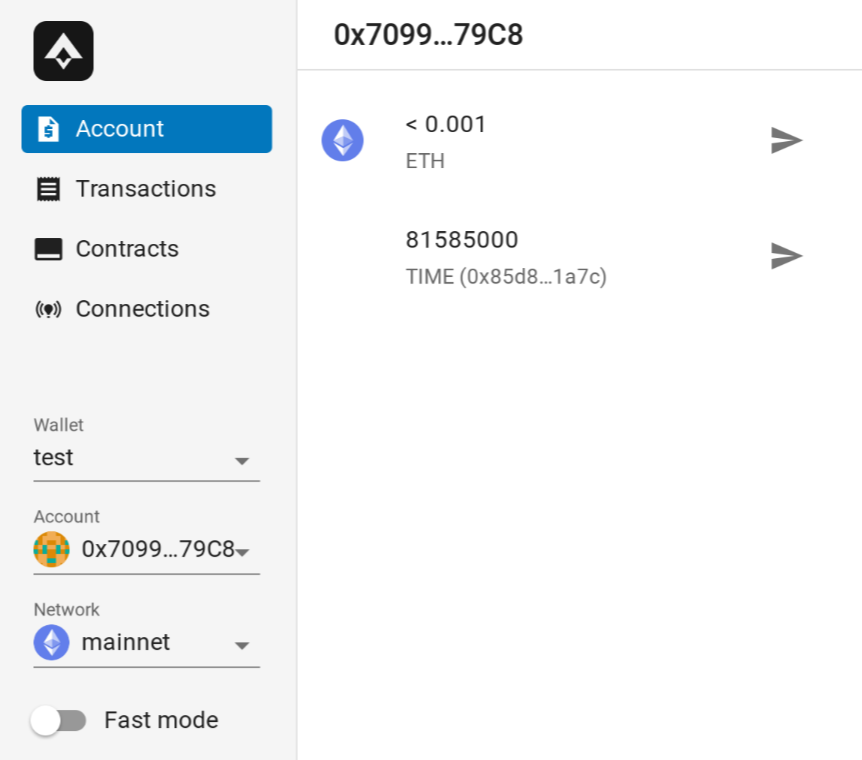 Account
Transactions
Contracts
Connections
Wallet
test
Account
0x7099…79C8
Network
mainnet
Fast mode
0x7099…79C8
< 0.001
ETH
81585000
TIME (0x85d8…1a7c)